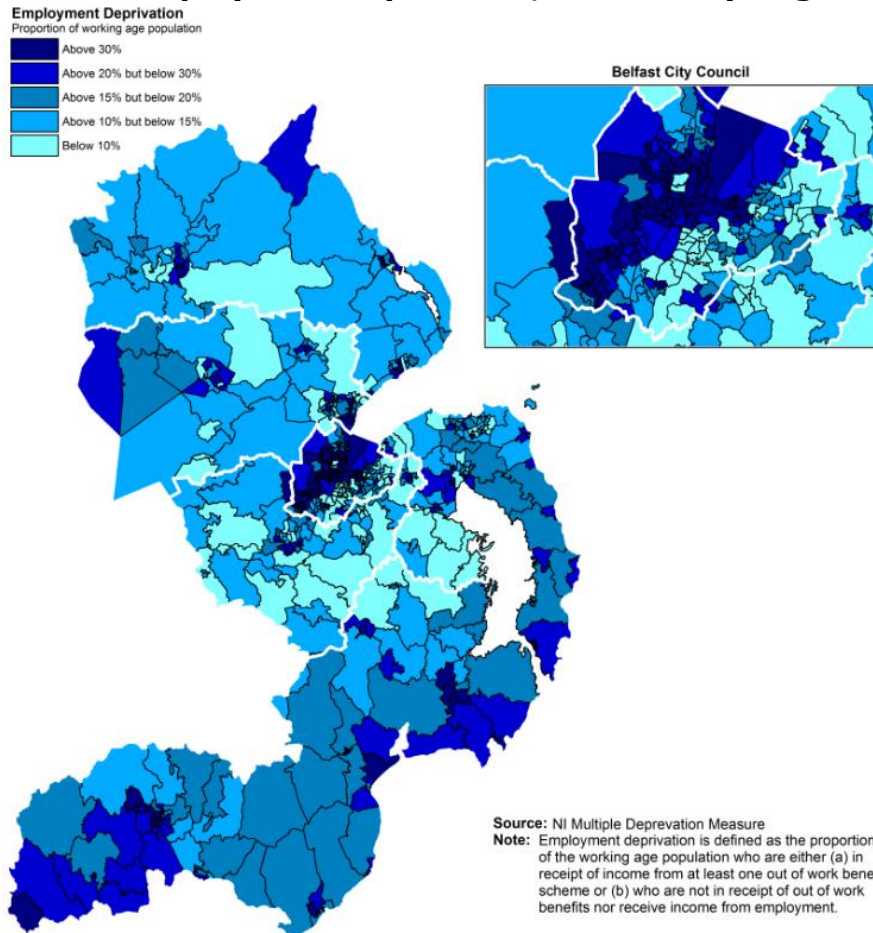 Employment Deprivation
Proportion of working age population
Above 30%
Above 20% but below 30%
Above 15% but below 20%
Above 10% but below 15%
Below 10%
Belfast City Council
Source: NI Multiple Deprevation Measure
Note: Employment deprivation is defined as the proportion
of the working age population who are either (a) in
receipt of income from at least one out of work bene
scheme or (b) who are not in receipt of out of work
benefits nor receive income from employment.